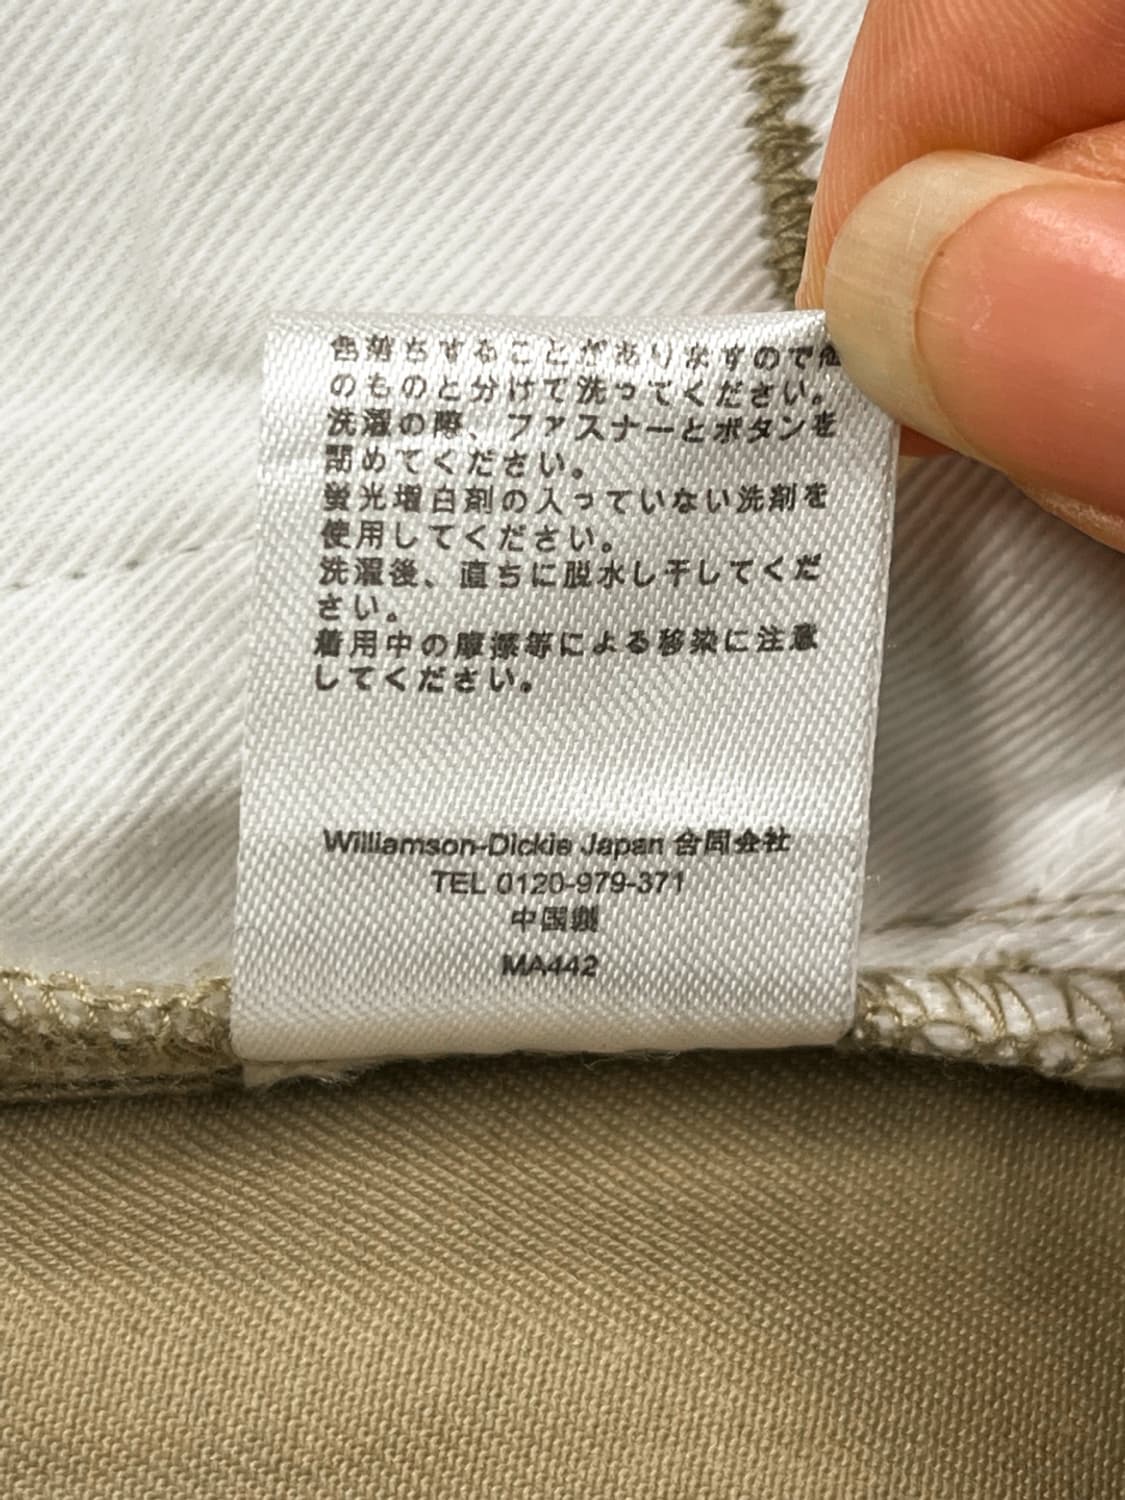 色落ちすることがありますので他
のものと分けて洗ってください。
洗濯の際、ファスナーとボタンを
閉めてください。
蛍光増白剤の入っていない洗剤を
使用してください。
洗濯後、直ちに脱水し干してくだ
さい。
着用中の摩擦等による移染に注意
してください。
Williamson-Dickie Japan 合同会社
TEL 0120-979-371
中国製
MA442